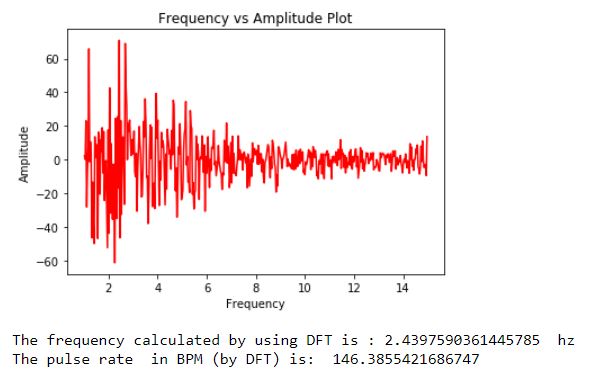 Frequency vs Amplitude Plot
60
40
20
0
−20
−40
−60
Amplitude
2 4 6 8 10 12 14
Frequency
The frequency calculated by using DFT is : 2.4397590361445785  hz
The pulse rate  in BPM (by DFT) is:  146.3855421686747